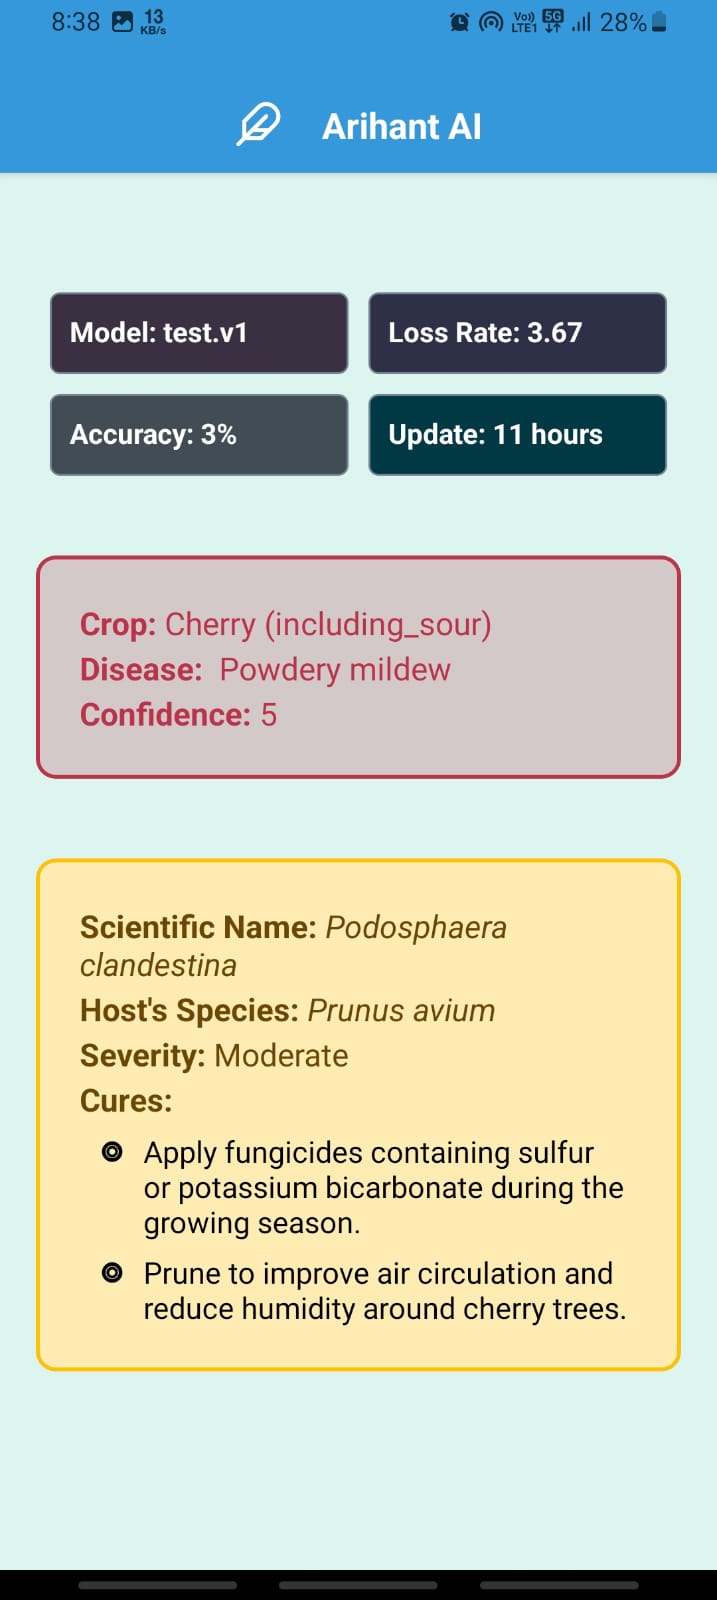 8:38 13 KB/s Vo)) LTE1 5G 28%
Arihant AI
Model: test.v1 Loss Rate: 3.67
Accuracy: 3% Update: 11 hours
Crop: Cherry (including_sour)
Disease: Powdery mildew
Confidence: 5
Scientific Name: Podosphaera
clandestina
Host's Species: Prunus avium
Severity: Moderate
Cures:
Apply fungicides containing sulfur
or potassium bicarbonate during the
growing season.
Prune to improve air circulation and
reduce humidity around cherry trees.